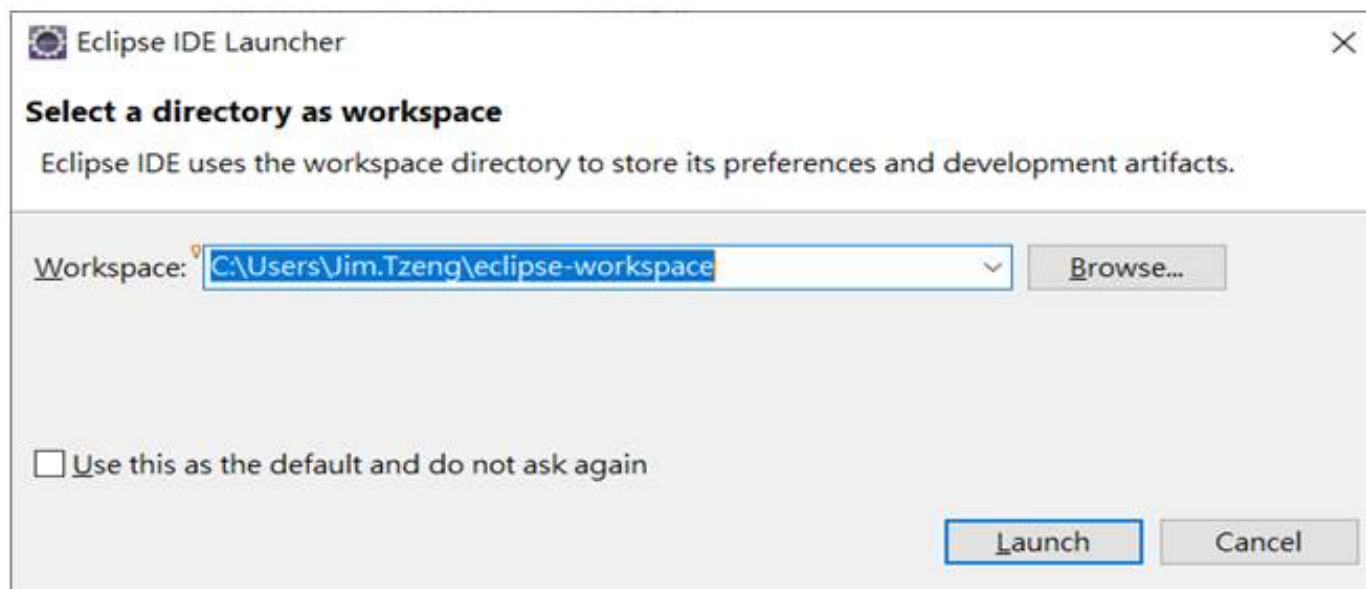 Eclipse IDE Launcher
Select a directory as workspace
Eclipse IDE uses the workspace directory to store its preferences and development artifacts.
Workspace: C:\Users\Jim.Tzeng\eclipse-workspace Browse...
Use this as the default and do not ask again
Launch Cancel